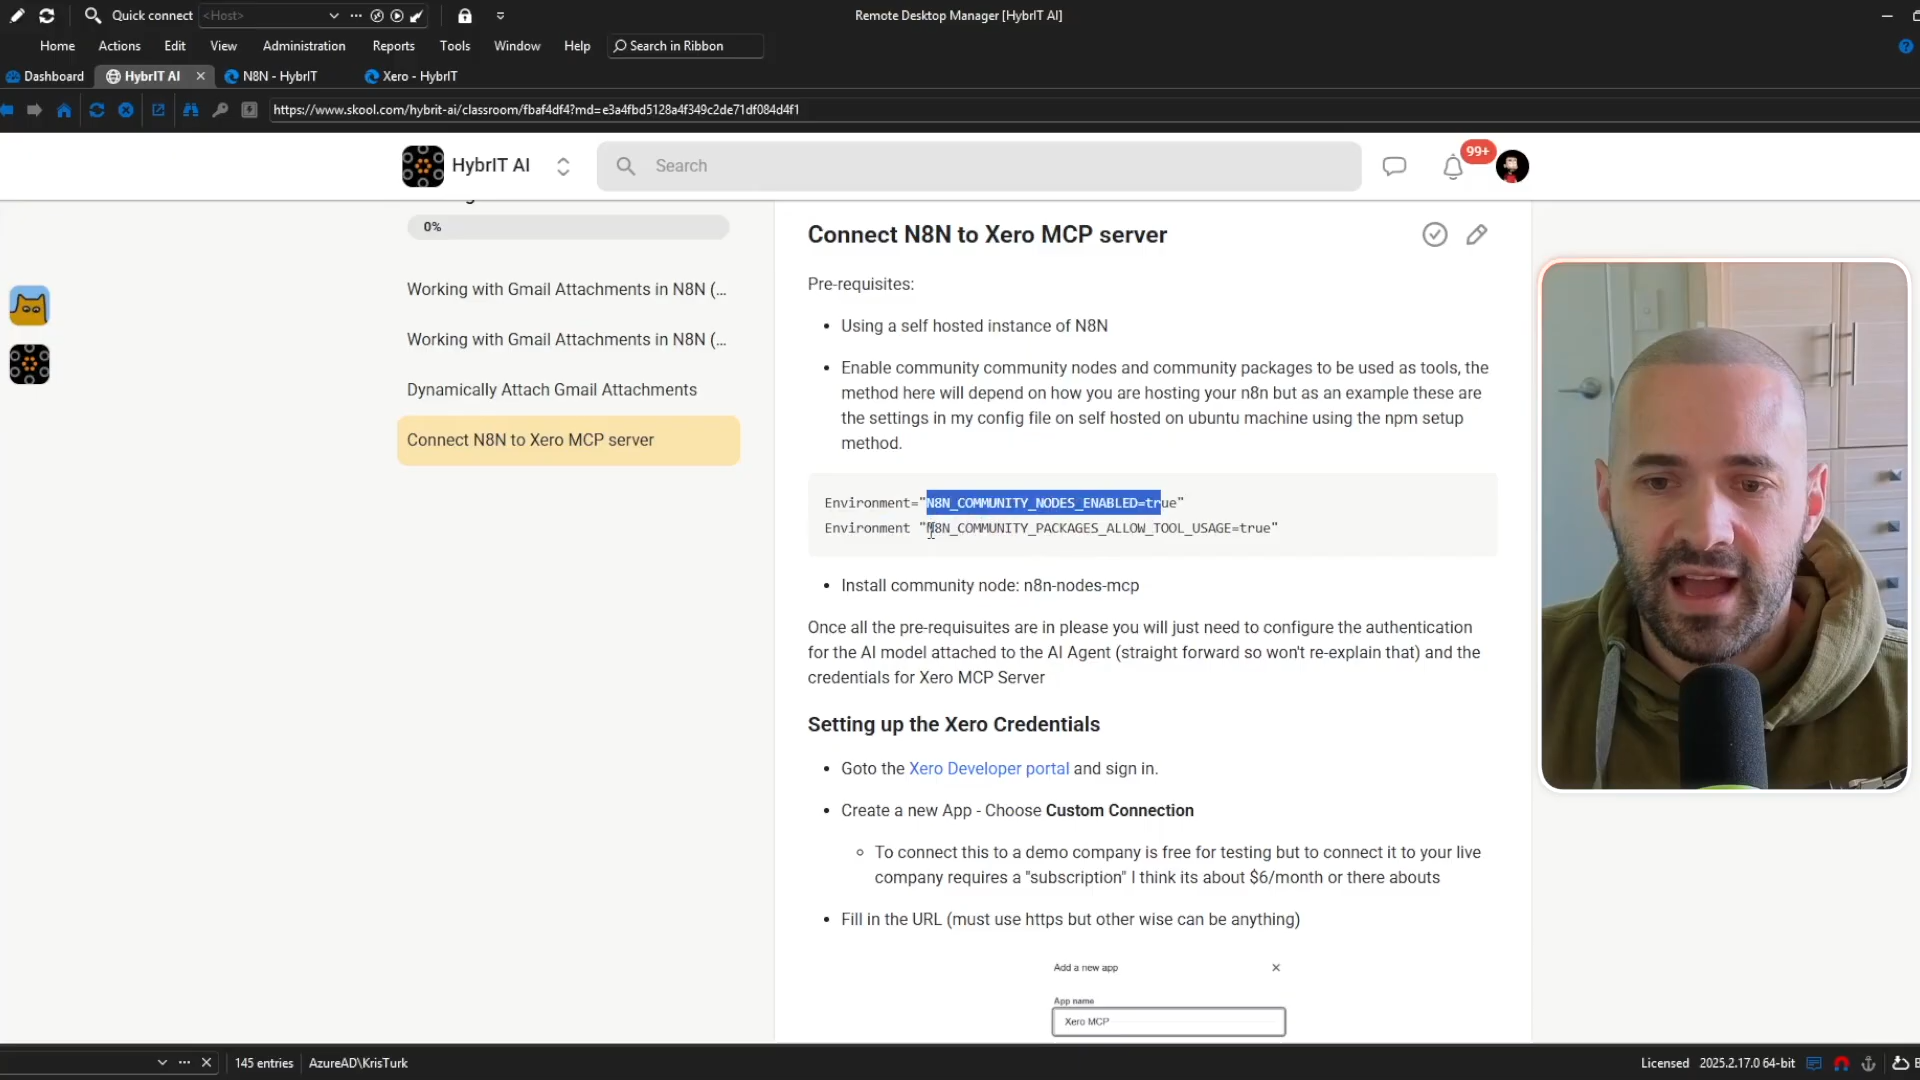 Quick connect <Host>
Remote Desktop Manager [HybrIT AI]
Home Actions Edit View Administration Reports Tools Window Help Search in Ribbon
Dashboard HybrIT AI N8N - HybrIT Xero - HybrIT
https://www.skool.com/hybrit-ai/classroom/fbaf4df4?md=e3a4fbd5128a4f349c2de71df084d4f1
HybrIT AI
Search
99+
0%
Working with Gmail Attachments in N8N (...
Working with Gmail Attachments in N8N (...
Dynamically Attach Gmail Attachments
Connect N8N to Xero MCP server
Connect N8N to Xero MCP server
Pre-requisites:
• Using a self hosted instance of N8N
• Enable community community nodes and community packages to be used as tools, the
method here will depend on how you are hosting your n8n but as an example these are
the settings in my config file on self hosted on ubuntu machine using the npm setup
method.
Environment="N8N_COMMUNITY_NODES_ENABLED=true"
Environment "N8N_COMMUNITY_PACKAGES_ALLOW_TOOL_USAGE=true"
• Install community node: n8n-nodes-mcp
Once all the pre-requisuites are in please you will just need to configure the authentication
for the AI model attached to the AI Agent (straight forward so won't re-explain that) and the
credentials for Xero MCP Server
Setting up the Xero Credentials
• Goto the Xero Developer portal and sign in.
• Create a new App - Choose Custom Connection
○ To connect this to a demo company is free for testing but to connect it to your live
company requires a "subscription" I think its about $6/month or there abouts
• Fill in the URL (must use https but other wise can be anything)
Add a new app
App name
Xero MCP
145 entries AzureAD\KrisTurk
Licensed 2025.2.17.0 64-bit